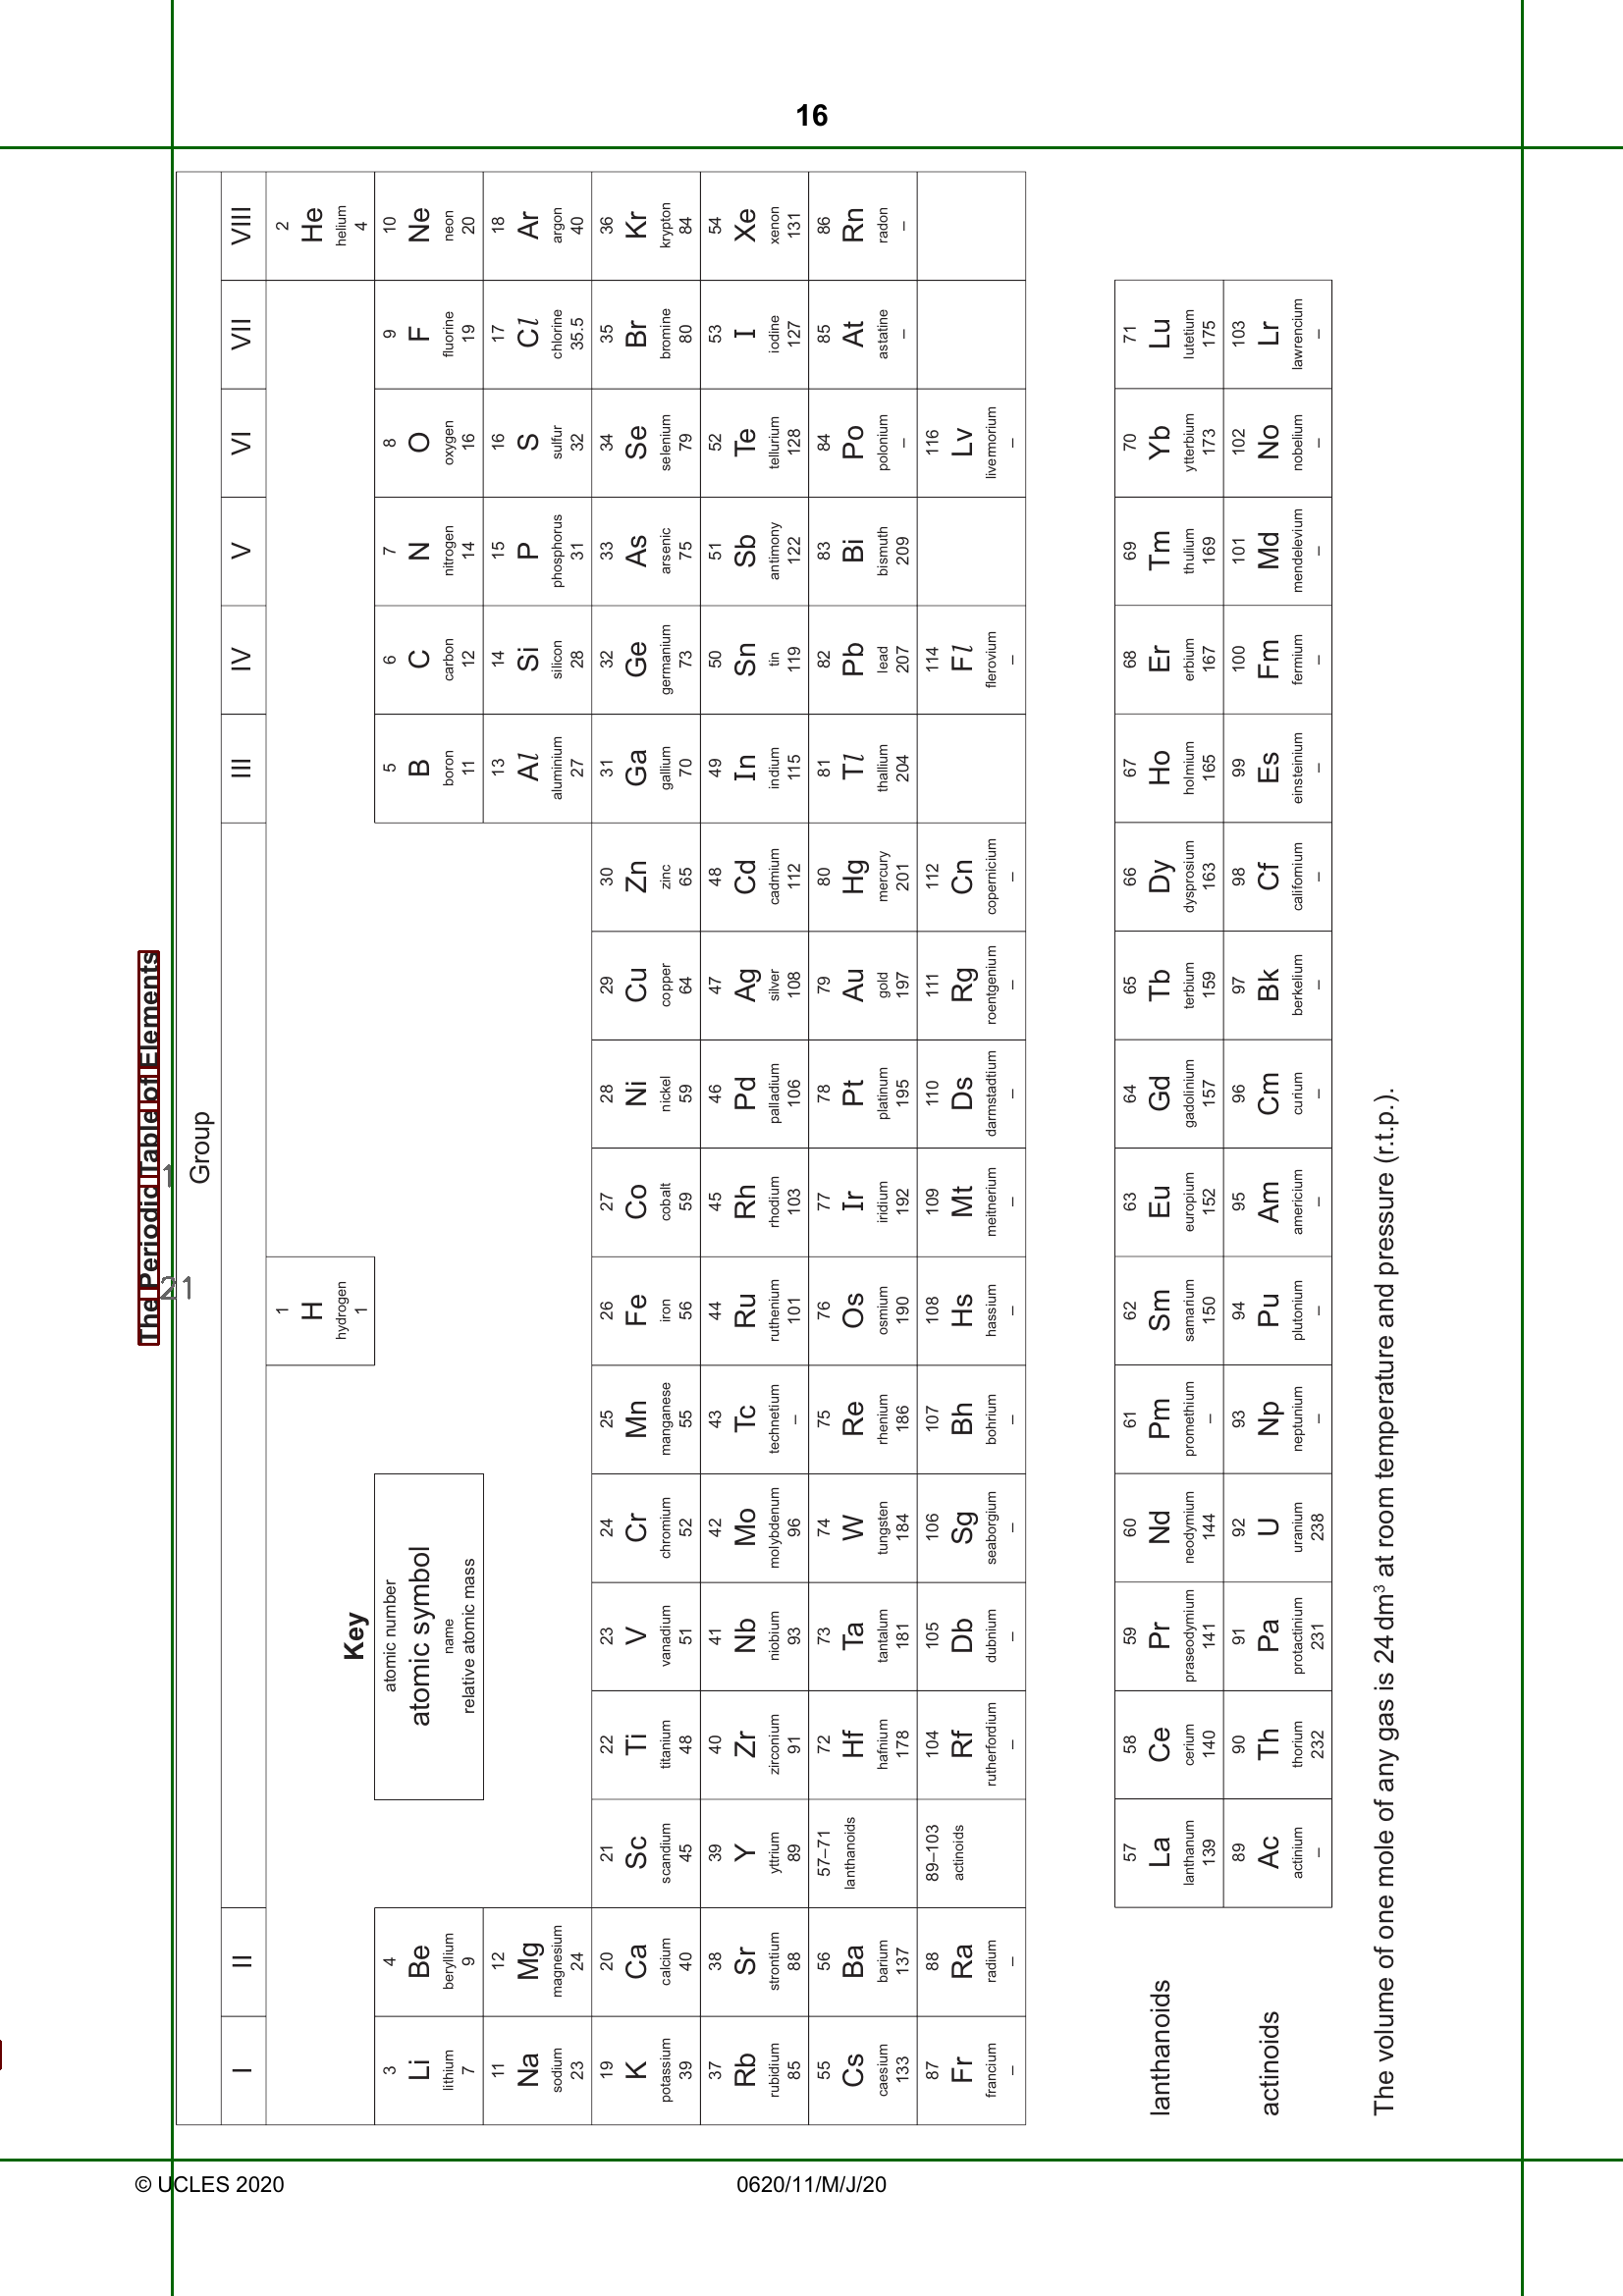 16
The Periodic Table of Elements
1
21
Group
I II III IV V VI VII VIII
1 2
H He
hydrogen helium
1 4
Key
3 4 atomic number 5 6 7 8 9 10
Li Be atomic symbol B C N O F Ne
lithium beryllium name boron carbon nitrogen oxygen fluorine neon
7 9 relative atomic mass 11 12 14 16 19 20
11 12 13 14 15 16 17 18
Na Mg Al Si P S Cl Ar
sodium magnesium aluminium silicon phosphorus sulfur chlorine argon
23 24 27 28 31 32 35.5 40
19 20 21 22 23 24 25 26 27 28 29 30 31 32 33 34 35 36
K Ca Sc Ti V Cr Mn Fe Co Ni Cu Zn Ga Ge As Se Br Kr
potassium calcium scandium titanium vanadium chromium manganese iron cobalt nickel copper zinc gallium germanium arsenic selenium bromine krypton
39 40 45 48 51 52 55 56 59 59 64 65 70 73 75 79 80 84
37 38 39 40 41 42 43 44 45 46 47 48 49 50 51 52 53 54
Rb Sr Y Zr Nb Mo Tc Ru Rh Pd Ag Cd In Sn Sb Te I Xe
rubidium strontium yttrium zirconium niobium molybdenum technetium ruthenium rhodium palladium silver cadmium indium tin antimony tellurium iodine xenon
85 88 89 91 93 96 – 101 103 106 108 112 115 119 122 128 127 131
55 56 57–71 72 73 74 75 76 77 78 79 80 81 82 83 84 85 86
Cs Ba lanthanoids Hf Ta W Re Os Ir Pt Au Hg Tl Pb Bi Po At Rn
caesium barium hafnium tantalum tungsten rhenium osmium iridium platinum gold mercury thallium lead bismuth polonium astatine radon
133 137 178 181 184 186 190 192 195 197 201 204 207 209 – – –
87 88 89–103 104 105 106 107 108 109 110 111 112 114 116
Fr Ra actinoids Rf Db Sg Bh Hs Mt Ds Rg Cn Fl Lv
francium radium rutherfordium dubnium seaborgium bohrium hassium meitnerium darmstadtium roentgenium copernicium flerovium livermorium
– – – – – – – – – – – – –
57 58 59 60 61 62 63 64 65 66 67 68 69 70 71
lanthanoids La Ce Pr Nd Pm Sm Eu Gd Tb Dy Ho Er Tm Yb Lu
lanthanum cerium praseodymium neodymium promethium samarium europium gadolinium terbium dysprosium holmium erbium thulium ytterbium lutetium
139 140 141 144 – 150 152 157 159 163 165 167 169 173 175
89 90 91 92 93 94 95 96 97 98 99 100 101 102 103
actinoids Ac Th Pa U Np Pu Am Cm Bk Cf Es Fm Md No Lr
actinium thorium protactinium uranium neptunium plutonium americium curium berkelium californium einsteinium fermium mendelevium nobelium lawrencium
– 232 231 238 – – – – – – – – – – –
The volume of one mole of any gas is 24 dm³ at room temperature and pressure (r.t.p.).
© UCLES 2020
0620/11/M/J/20